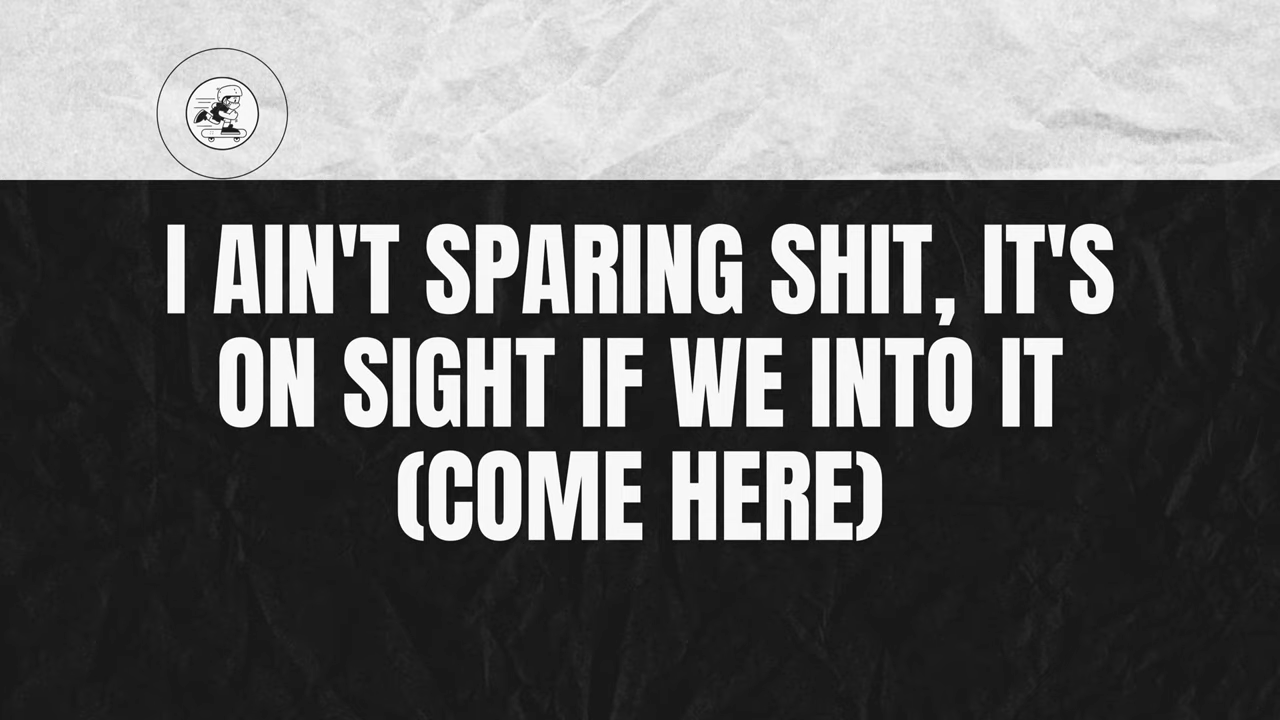 I AIN'T SPARING SHIT, IT'S
ON SIGHT IF WE INTO IT
(COME HERE)